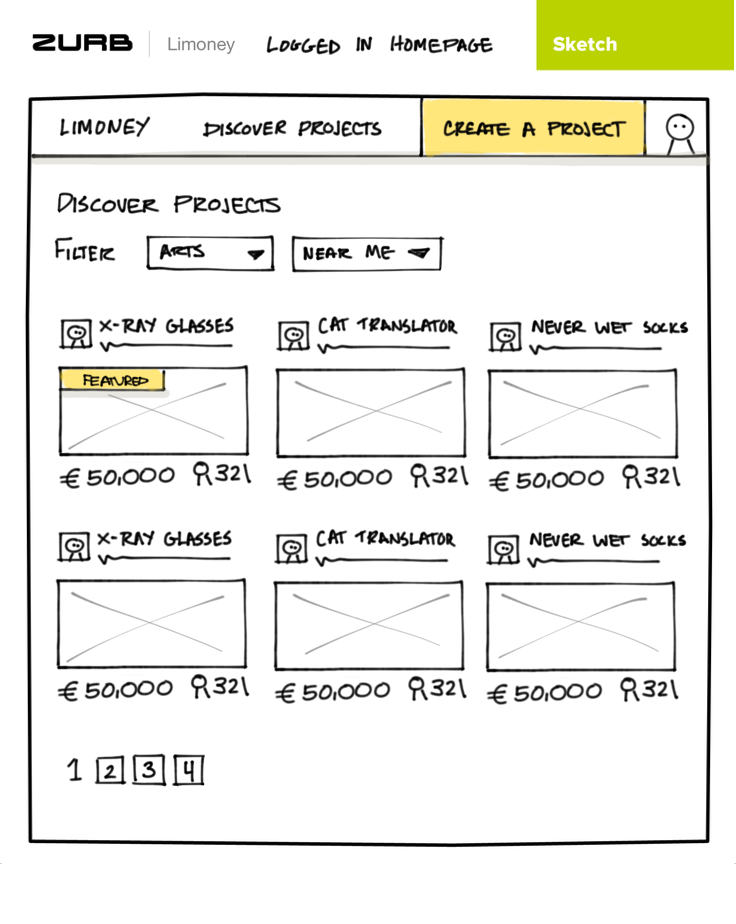 ZURB Limoney LOGGED IN HOMEPAGE Sketch
LIMONEY DISCOVER PROJECTS CREATE A PROJECT
DISCOVER PROJECTS
FILTER ARTS NEAR ME
X-RAY GLASSES CAT TRANSLATOR NEVER WET SOCKS
FEATURED
€50,000 321 €50,000 321 €50,000 321
X-RAY GLASSES CAT TRANSLATOR NEVER WET SOCKS
€50,000 321 €50,000 321 €50,000 321
1 2 3 4